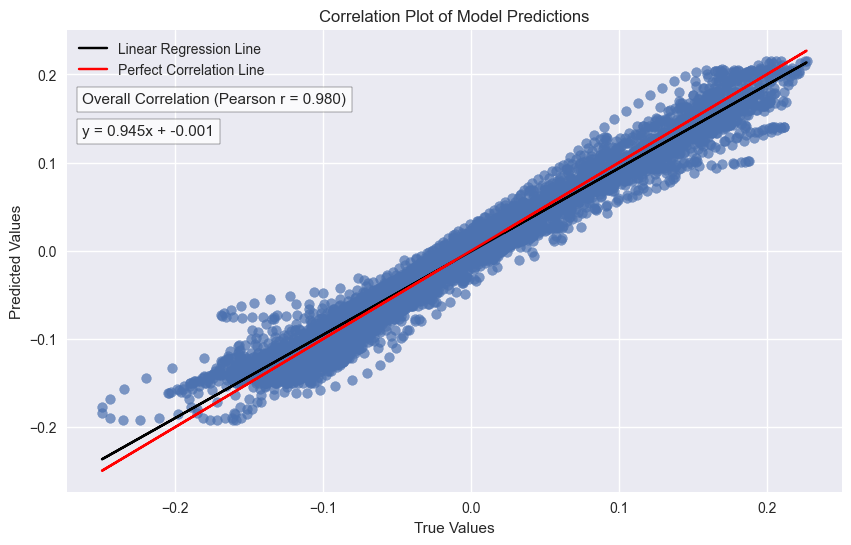 Correlation Plot of Model Predictions
Linear Regression Line
Perfect Correlation Line
Overall Correlation (Pearson r = 0.980)
y = 0.945x + -0.001
Predicted Values
0.2
0.1
0.0
−0.1
−0.2
−0.2
−0.1
0.0
0.1
0.2
True Values